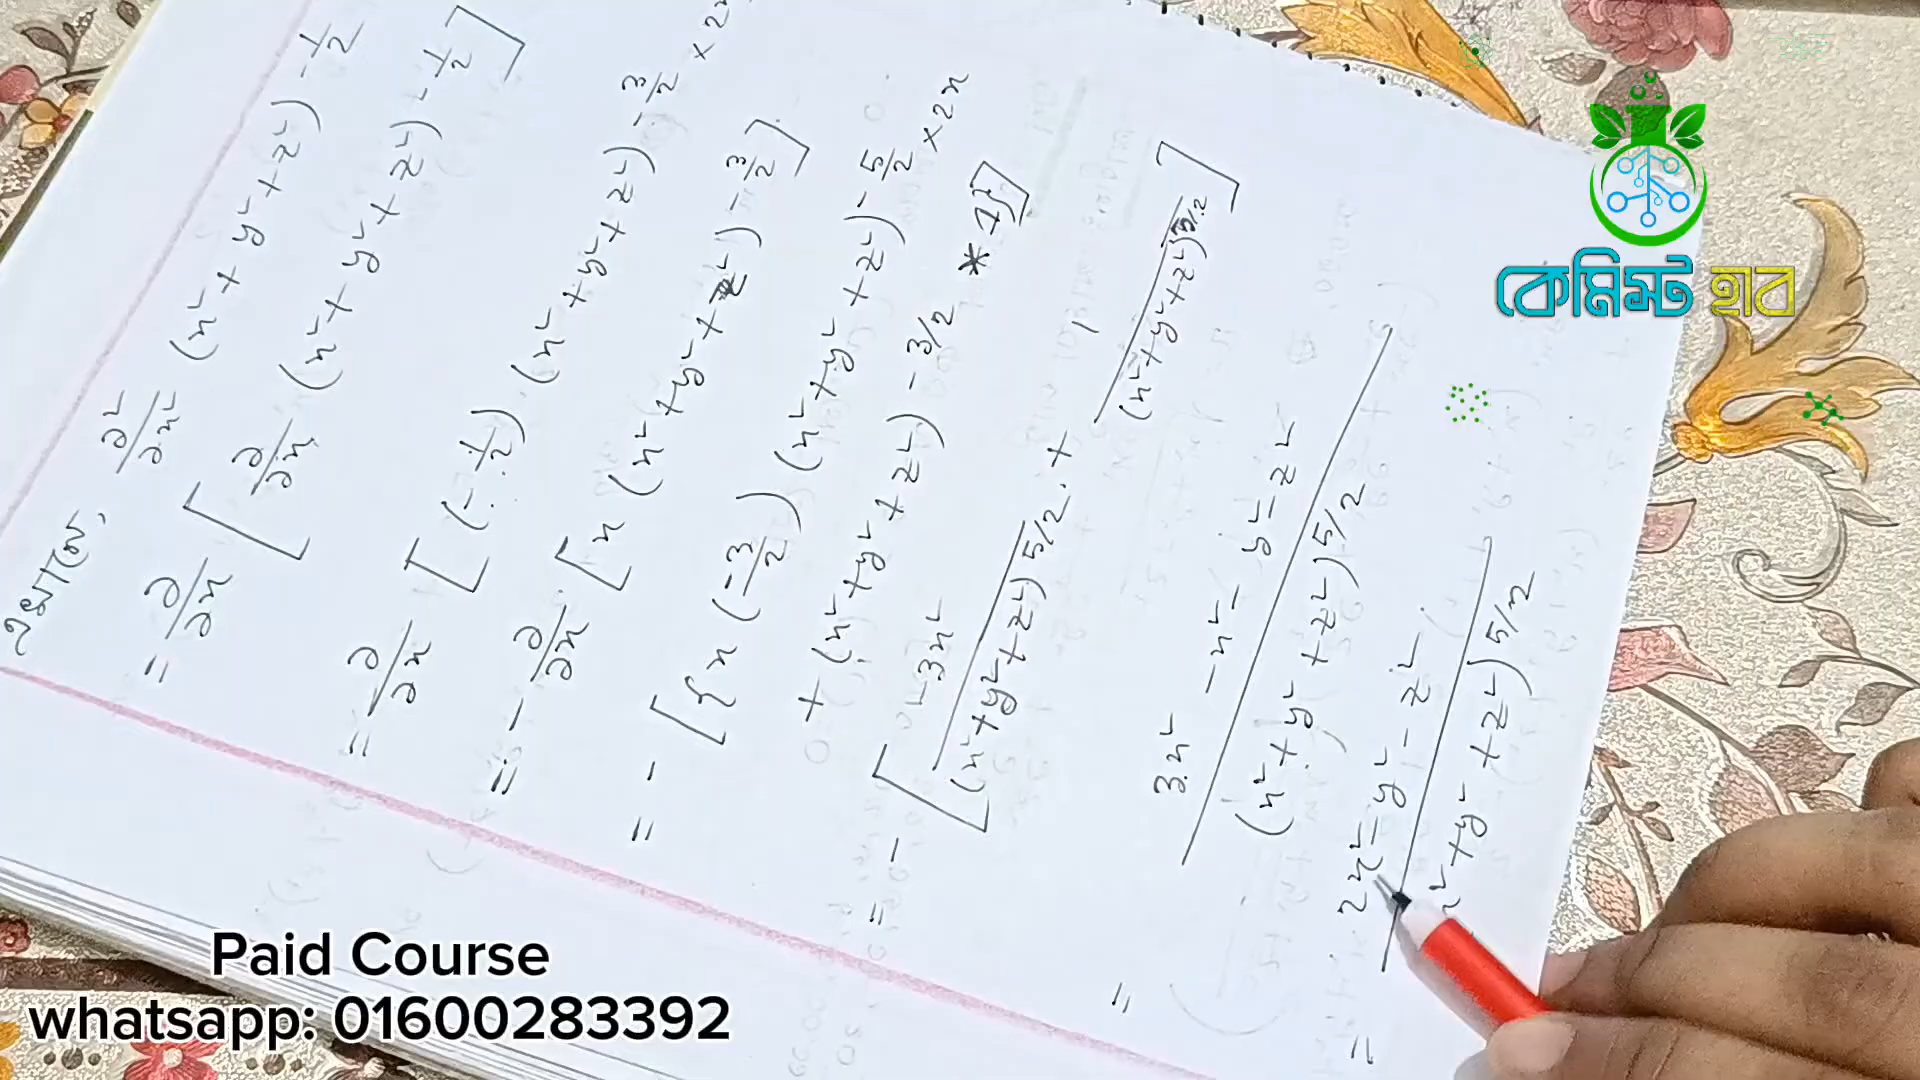 এখানে, ∂²/∂x² (x² + y² + z²)^-1/2
= ∂/∂x [∂/∂x (x² + y² + z²)^-1/2]
= ∂/∂x [(-1/2) · (x² + y² + z²)^-3/2 × 2x
= - ∂/∂x [x (x² + y² + z²)^-3/2]
= - [{x (-3/2) (x² + y² + z²)^-5/2 × 2x
+ (x² + y² + z²)^-3/2 * 1}]
= - [-3x²/(x² + y² + z²)^5/2 + 1/(x² + y² + z²)^3/2]
= 3x² - x² - y² - z²/(x² + y² + z²)^5/2
= 2x² - y² - z²/x² + y² + z²)^5/2
কেমিস্ট হাব
Paid Course
whatsapp: 01600283392